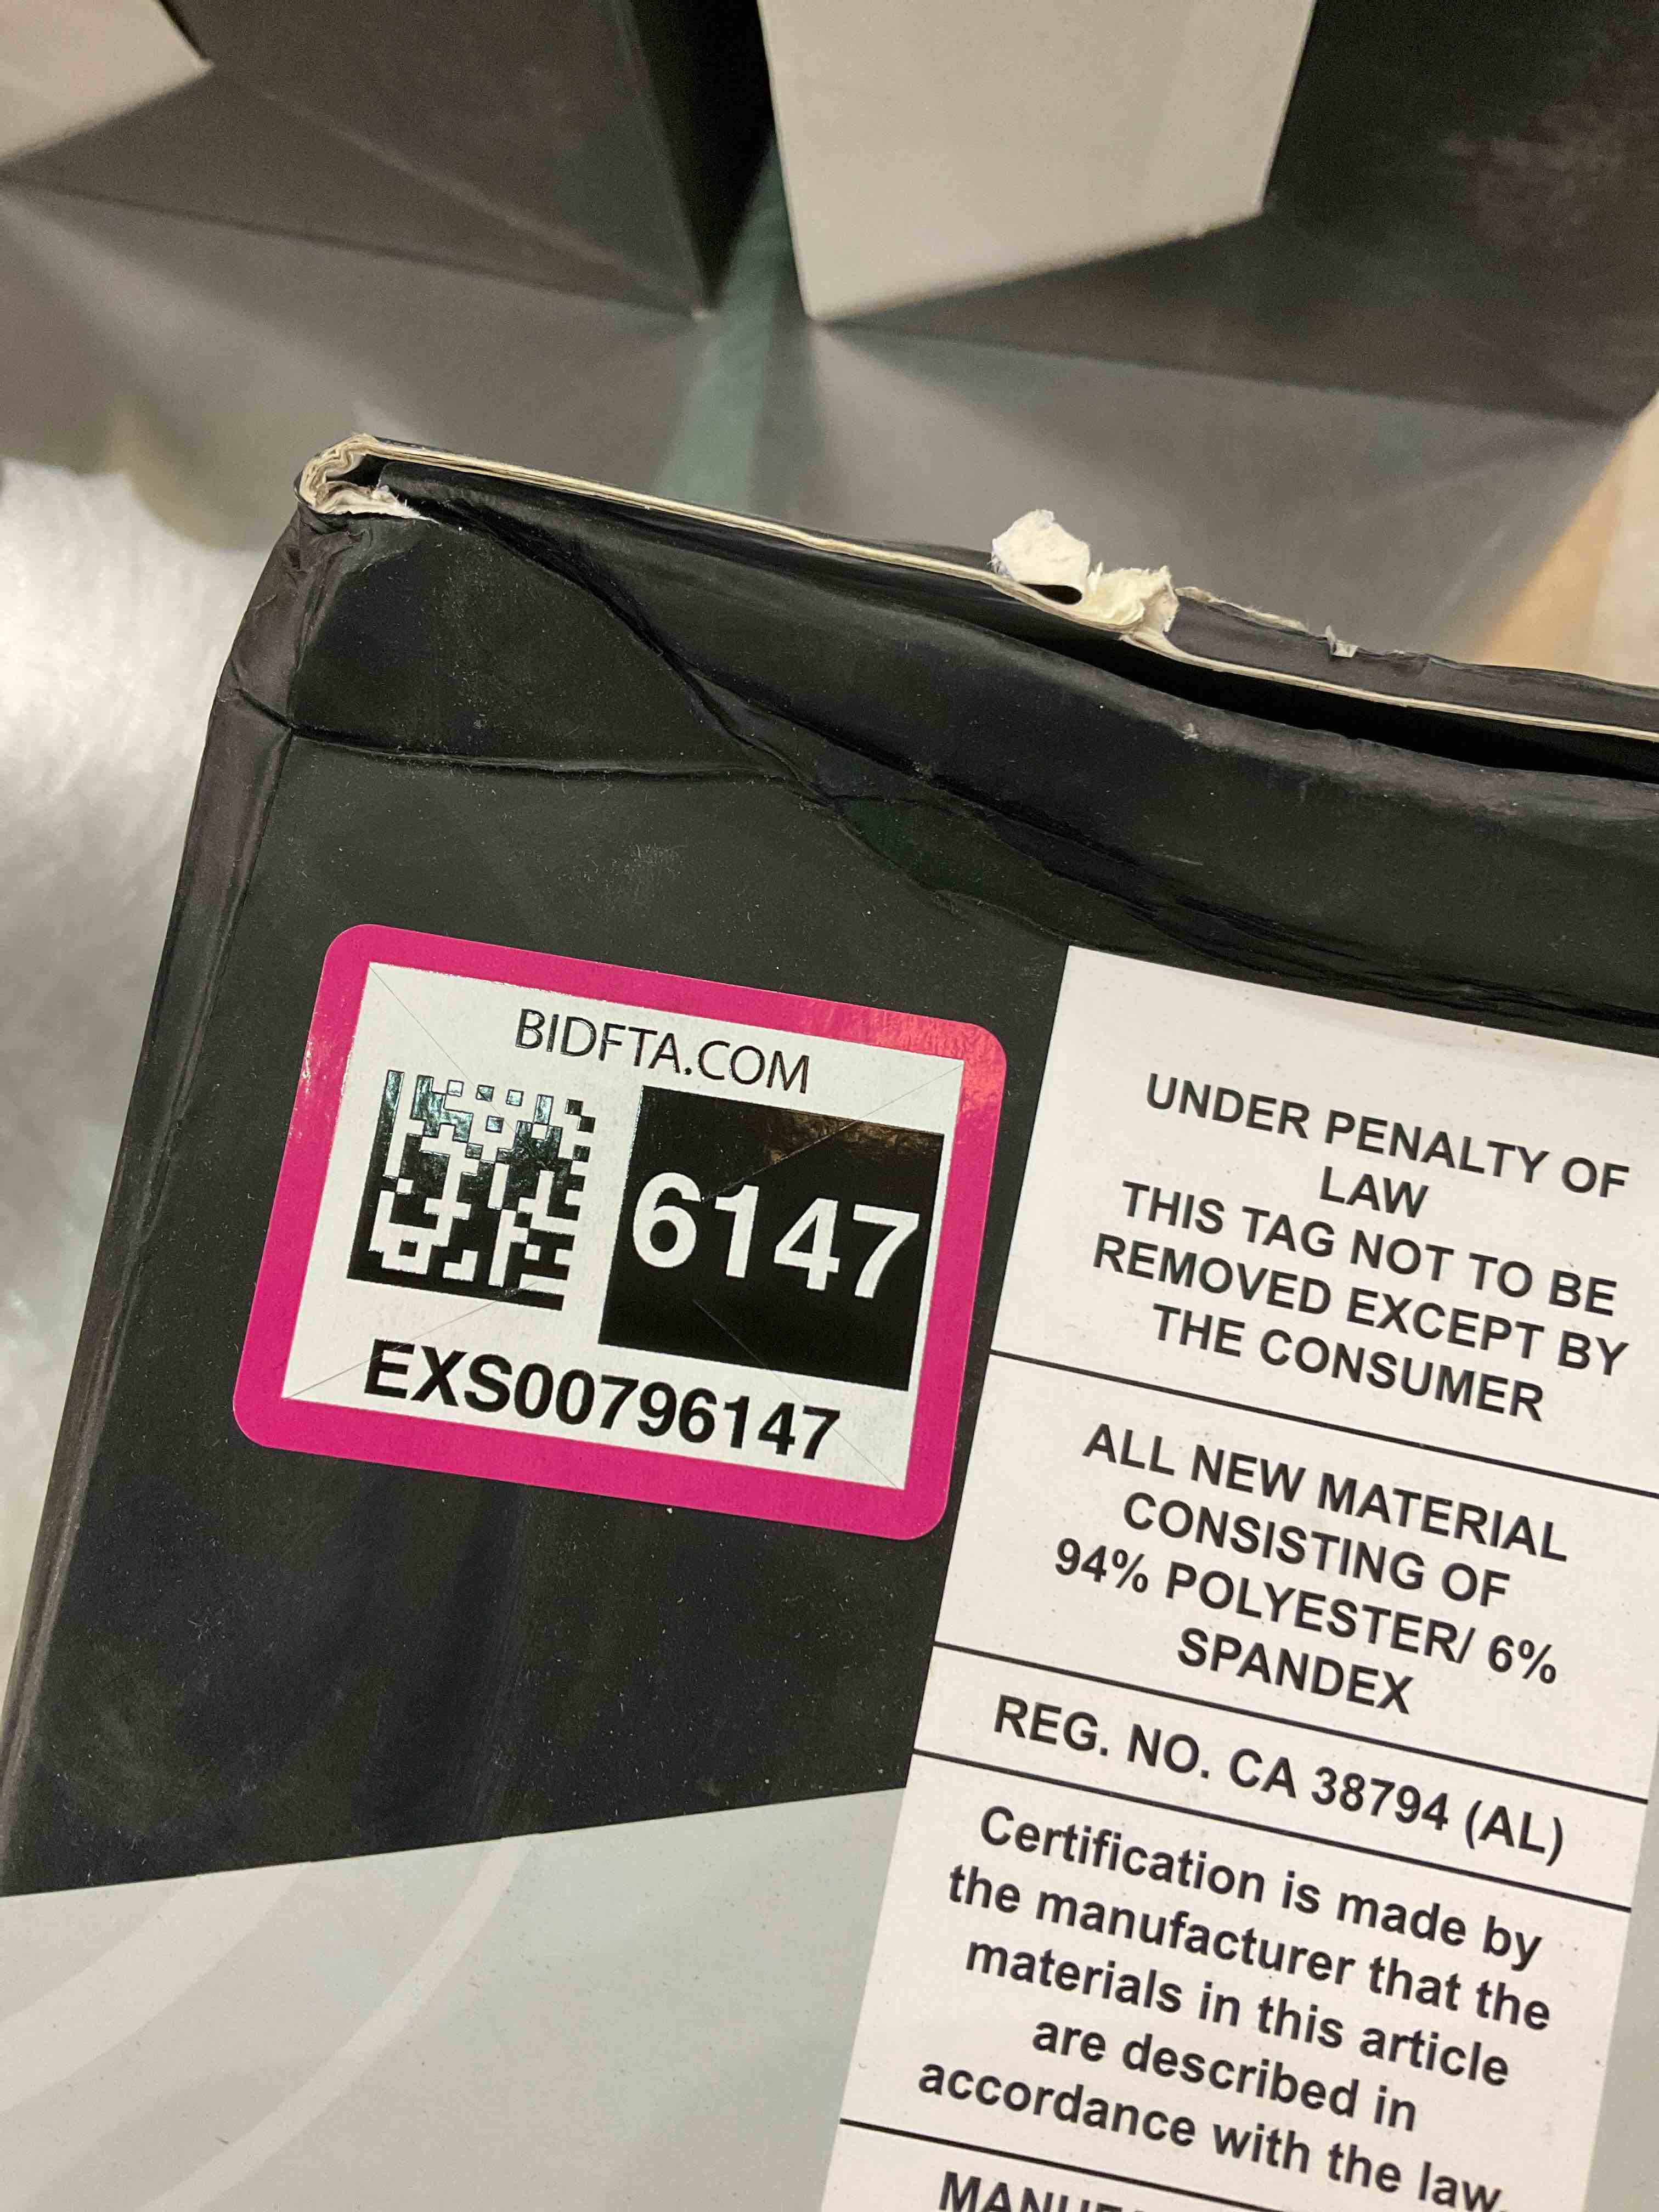 BIDFTA.COM
6147
EXS00796147
UNDER PENALTY OF
LAW
THIS TAG NOT TO BE
REMOVED EXCEPT BY
THE CONSUMER
ALL NEW MATERIAL
CONSISTING OF
94% POLYESTER/ 6%
SPANDEX
REG. NO. CA 38794 (AL)
Certification is made by
the manufacturer that the
materials in this article
are described in
accordance with the law.